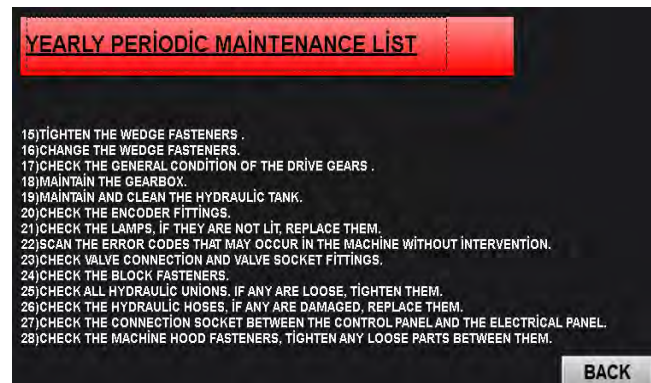 YEARLY PERİODİC MAİNTENANCE LİST
15)TİGHTEN THE WEDGE FASTENERS .
16)CHANGE THE WEDGE FASTENERS.
17)CHECK THE GENERAL CONDITION OF THE DRİVE GEARS .
18)MAİNTAİN THE GEARBOX.
19)MAİNTAİN AND CLEAN THE HYDRAULİC TANK.
20)CHECK THE ENCODER FİTTİNGS.
21)CHECK THE LAMPS, İF THEY ARE NOT LİT, REPLACE THEM.
22)SCAN THE ERROR CODES THAT MAY OCCUR İN THE MACHİNE WİTHOUT İNTERVENTİON.
23)CHECK VALVE CONNECTİON AND VALVE SOCKET FİTTİNGS.
24)CHECK THE BLOCK FASTENERS.
25)CHECK ALL HYDRAULİC UNİONS. IF ANY ARE LOOSE, TİGHTEN THEM.
26)CHECK THE HYDRAULİC HOSES, İF ANY ARE DAMAGED, REPLACE THEM.
27)CHECK THE CONNECTİON SOCKET BETWEEN THE CONTROL PANEL AND THE ELECTRİCAL PANEL.
28)CHECK THE MACHİNE HOOD FASTENERS, TİGHTEN ANY LOOSE PARTS BETWEEN THEM.
BACK